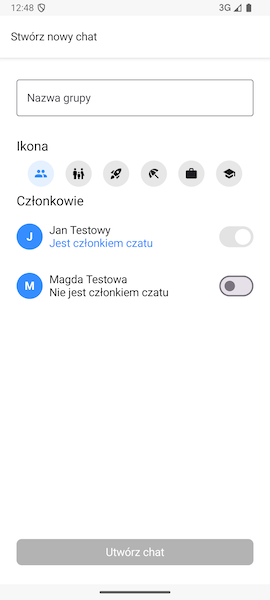 12:48 3G
Stwórz nowy chat
Nazwa grupy
Ikona
Członkowie
J Jan Testowy
Jest członkiem czatu
M Magda Testowa
Nie jest członkiem czatu
Utwórz chat